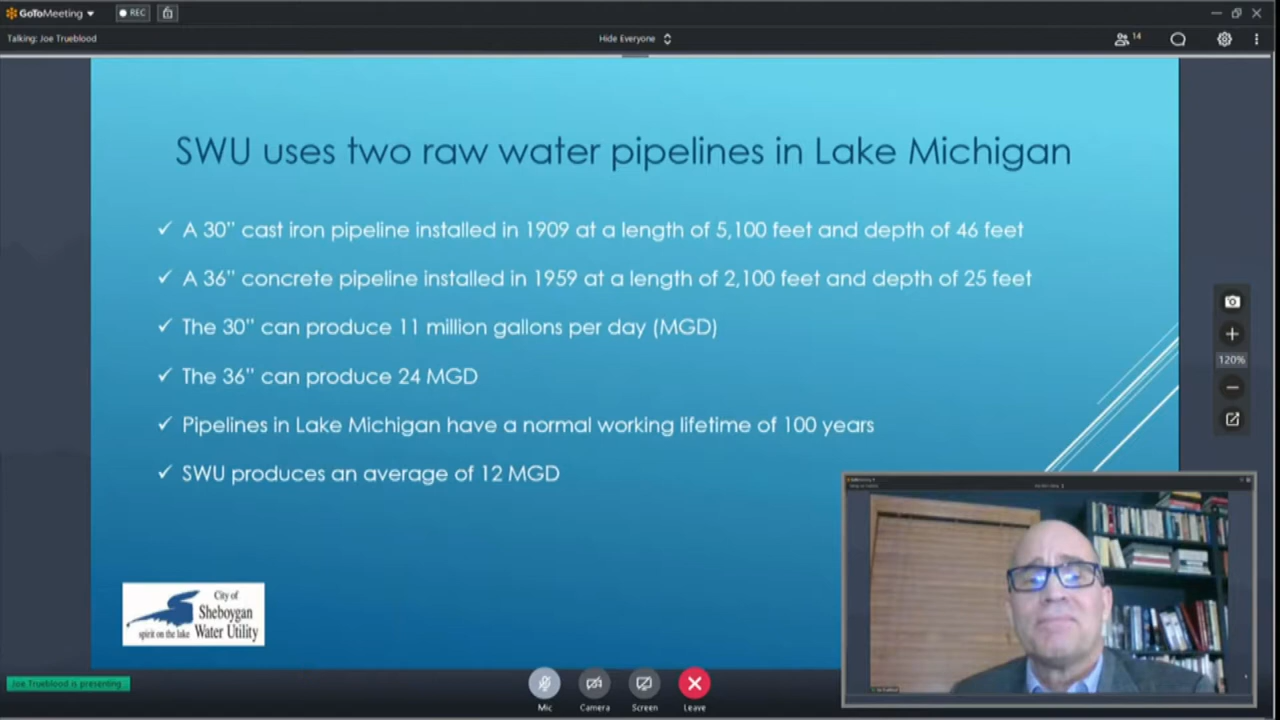 GoToMeeting
REC
Talking: Joe Trueblood
Hide Everyone
14
SWU uses two raw water pipelines in Lake Michigan
✓ A 30" cast iron pipeline installed in 1909 at a length of 5,100 feet and depth of 46 feet
✓ A 36" concrete pipeline installed in 1959 at a length of 2,100 feet and depth of 25 feet
✓ The 30" can produce 11 million gallons per day (MGD)
✓ The 36" can produce 24 MGD
✓ Pipelines in Lake Michigan have a normal working lifetime of 100 years
✓ SWU produces an average of 12 MGD
120%
City of
Sheboygan
spirit on the lake Water Utility
Joe Trueblood is presenting
Mic
Camera
Screen
Leave